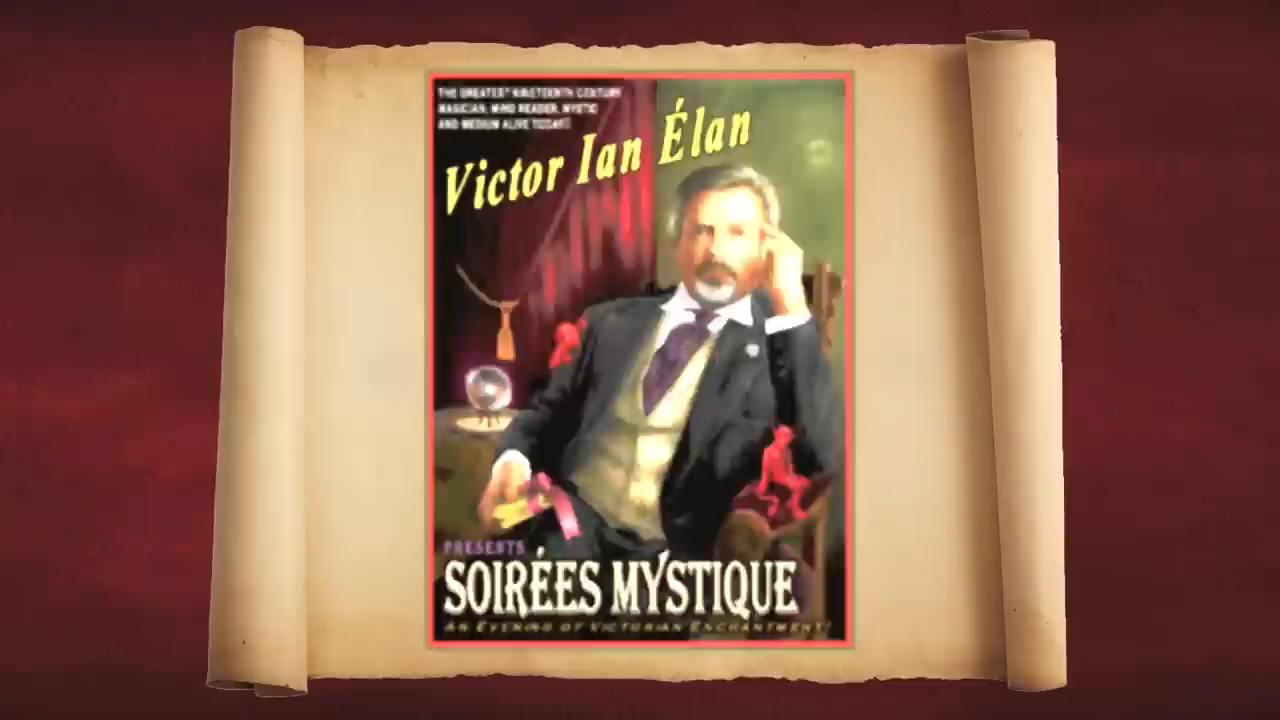 THE GREATEST NINETEENTH CENTURY
MAGICIAN, MIND READER, MYSTIC
AND MEDIUM ALIVE TODAY!
Victor Ian Élan
PRESENTS
SOIRÉES MYSTIQUE
AN EVENING OF VICTORIAN ENCHANTMENT!